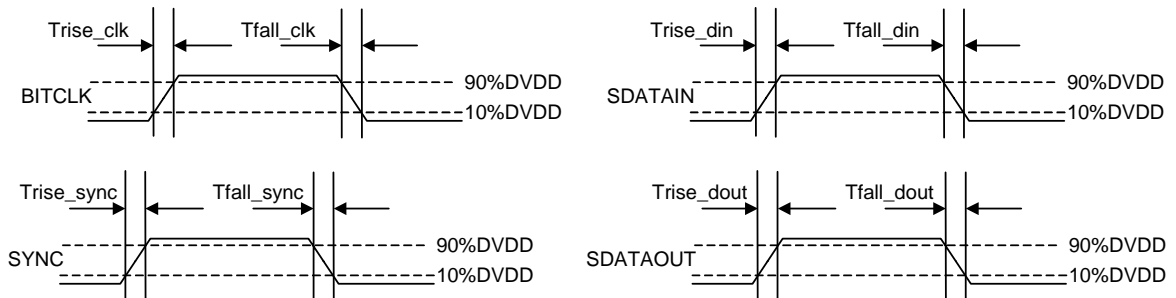 Trise_clk Tfall_clk
90%DVDD
BITCLK
10%DVDD
Trise_din Tfall_din
90%DVDD
SDATAIN
10%DVDD
Trise_sync Tfall_sync
90%DVDD
SYNC
10%DVDD
Trise_dout Tfall_dout
90%DVDD
SDATAOUT
10%DVDD